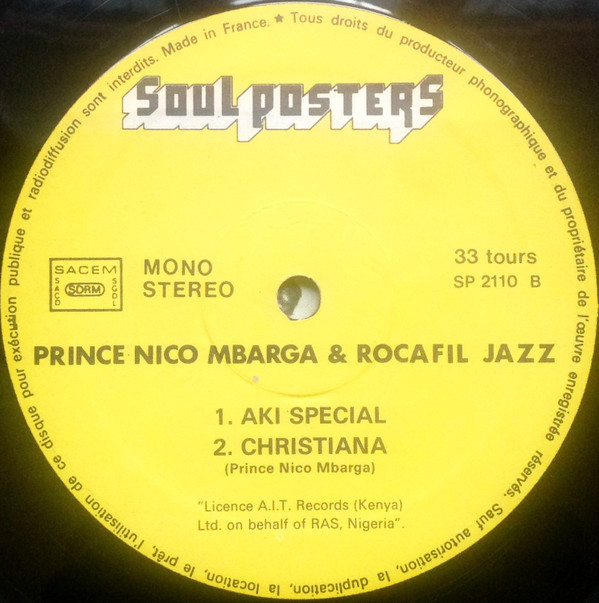 Made in France. ★ Tous droits du producteur phonographique et du propriétaire de l'œuvre enregistrée réservés. Sauf autorisation, la duplication, la location, le prêt, l'utilisation de ce disque pour exécution publique et radiodiffusion sont interdits.
SOUL POSTERS
SACEM
SACD
SDRM
SGDL
MONO
STEREO
33 tours
SP 2110 B
PRINCE NICO MBARGA & ROCAFIL JAZZ
1. AKI SPECIAL
2. CHRISTIANA
(Prince Nico Mbarga)
"Licence A.I.T. Records (Kenya)
Ltd. on behalf of RAS, Nigeria".